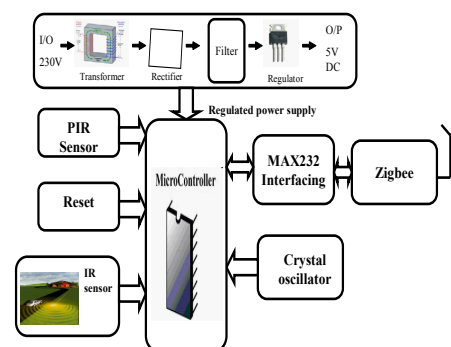 I/O
230V
Transformer
Rectifier
Filter
Regulator
O/P
5V
DC
Regulated power supply
PIR
Sensor
MicroController
MAX232
Interfacing
Zigbee
Reset
IR
sensor
Crystal
oscillator